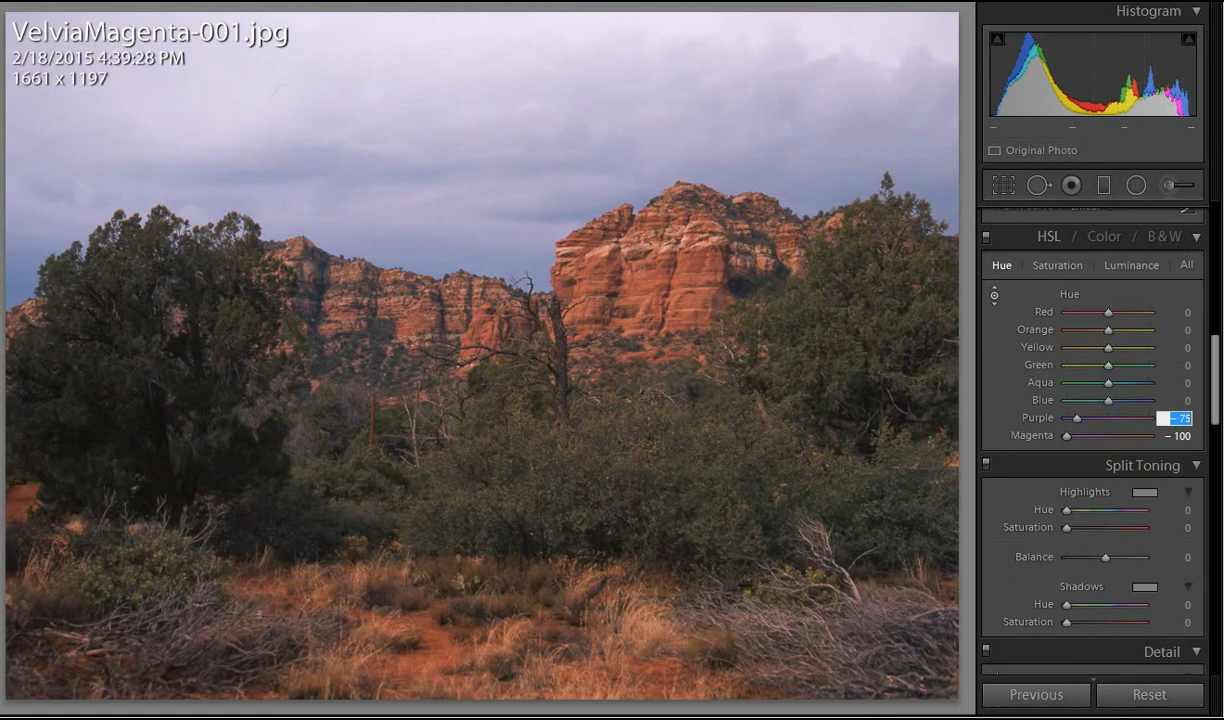 VelviaMagenta-001.jpg
2/18/2015 4:39:28 PM
1661 x 1197
Histogram
Original Photo
HSL / Color / B & W
Hue Saturation Luminance All
Hue
Red 0
Orange 0
Yellow 0
Green 0
Aqua 0
Blue 0
Purple - 75
Magenta - 100
Split Toning
Highlights
Hue 0
Saturation 0
Balance 0
Shadows
Hue 0
Saturation 0
Detail
Previous Reset